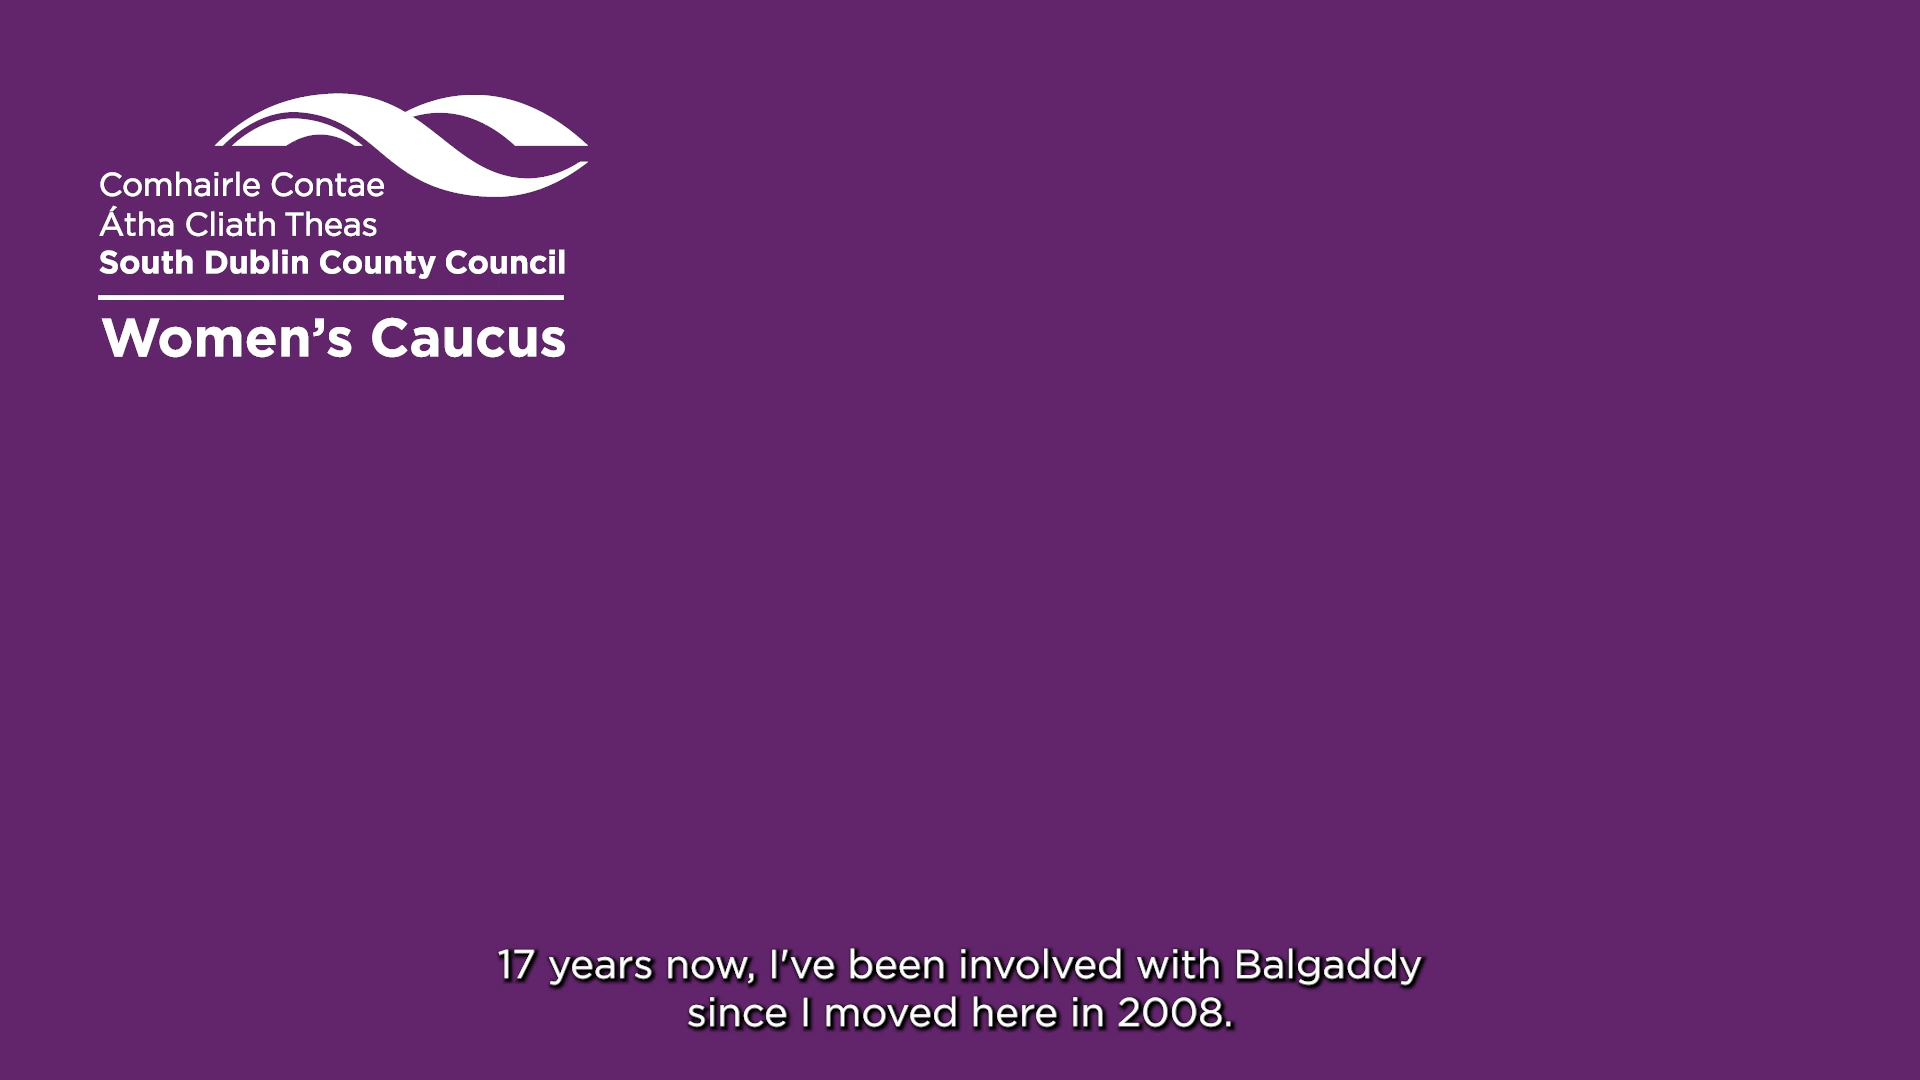 Comhairle Contae
Átha Cliath Theas
South Dublin County Council
Women’s Caucus
17 years now, I've been involved with Balgaddy
since I moved here in 2008.